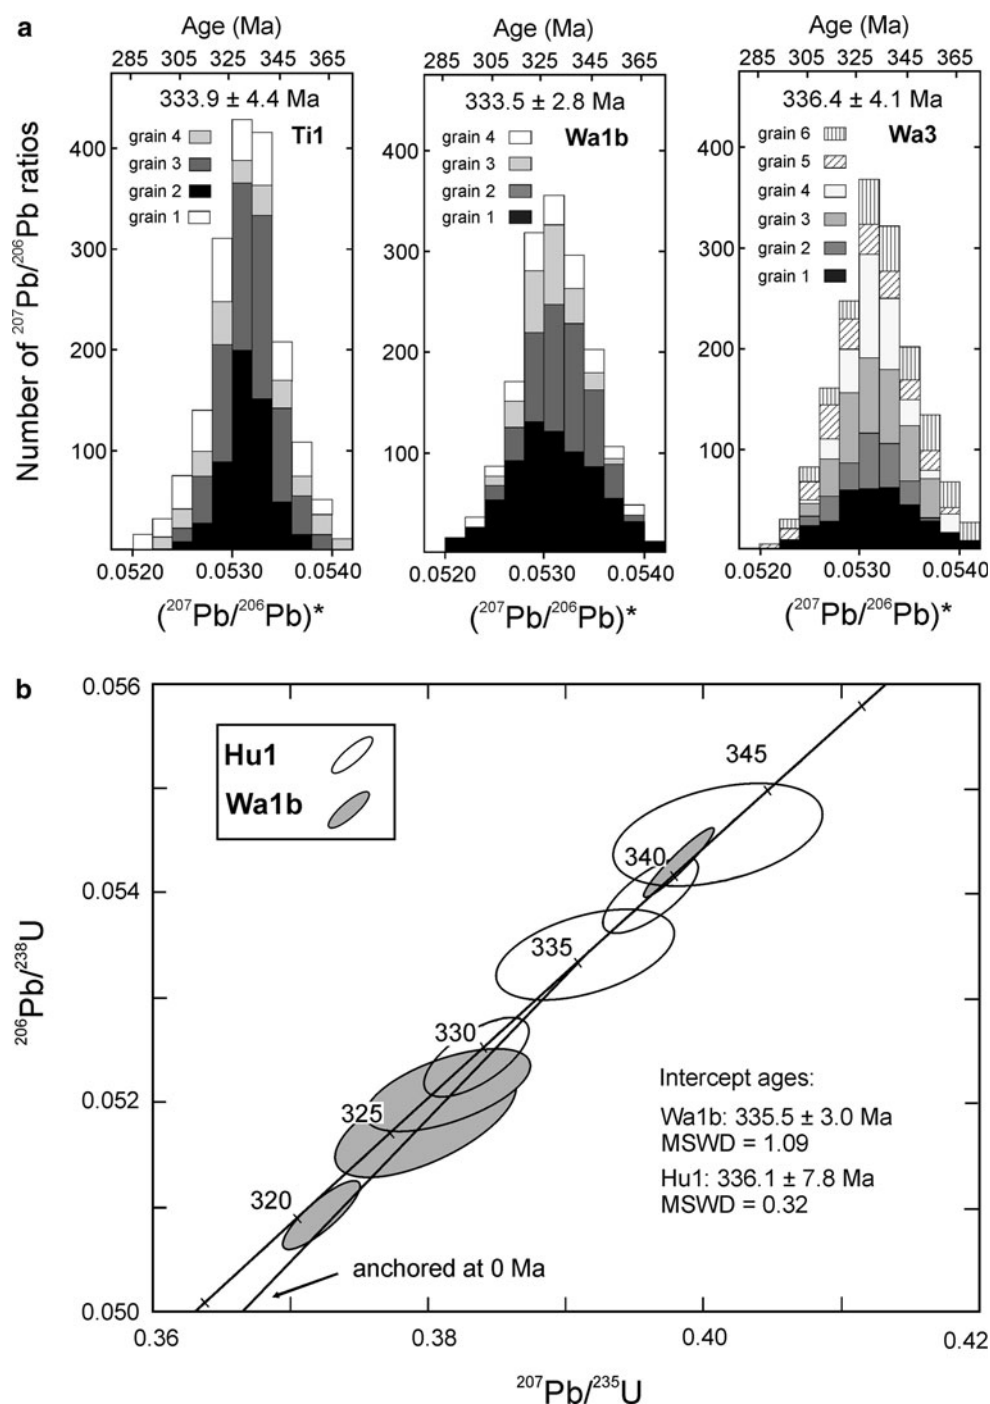 a
Age (Ma)
285 305 325 345 365
333.9 ± 4.4 Ma
Ti1
grain 4
grain 3
grain 2
grain 1
Number of ²⁰⁷Pb/²⁰⁶Pb ratios
400
300
200
100
0.0520 0.0530 0.0540
(²⁰⁷Pb/²⁰⁶Pb)*
Age (Ma)
285 305 325 345 365
333.5 ± 2.8 Ma
Wa1b
grain 4
grain 3
grain 2
grain 1
400
300
200
100
0.0520 0.0530 0.0540
(²⁰⁷Pb/²⁰⁶Pb)*
Age (Ma)
285 305 325 345 365
336.4 ± 4.1 Ma
Wa3
grain 6
grain 5
grain 4
grain 3
grain 2
grain 1
400
300
200
100
0.0520 0.0530 0.0540
(²⁰⁷Pb/²⁰⁶Pb)*
b
0.056
0.054
0.052
0.050
²⁰⁶Pb/²³⁸U
Hu1
Wa1b
345
340
335
330
325
320
Intercept ages:
Wa1b: 335.5 ± 3.0 Ma
MSWD = 1.09
Hu1: 336.1 ± 7.8 Ma
MSWD = 0.32
anchored at 0 Ma
0.36 0.38 0.40 0.42
²⁰⁷Pb/²³⁵U